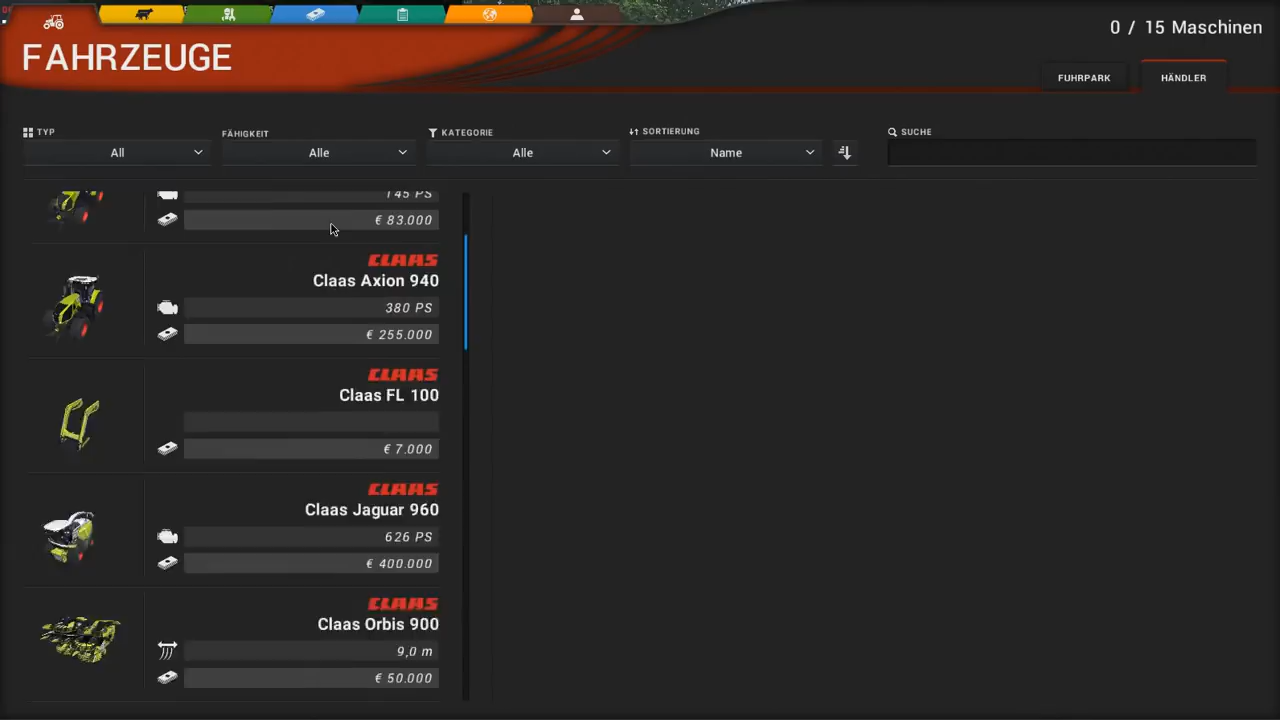 0 / 15 Maschinen
FAHRZEUGE
FUHRPARK
HÄNDLER
TYP
FÄHIGKEIT
KATEGORIE
SORTIERUNG
SUCHE
All
Alle
Alle
Name
145 PS
€ 83.000
CLAAS
Claas Axion 940
380 PS
€ 255.000
CLAAS
Claas FL 100
€ 7.000
CLAAS
Claas Jaguar 960
626 PS
€ 400.000
CLAAS
Claas Orbis 900
9,0 m
€ 50.000